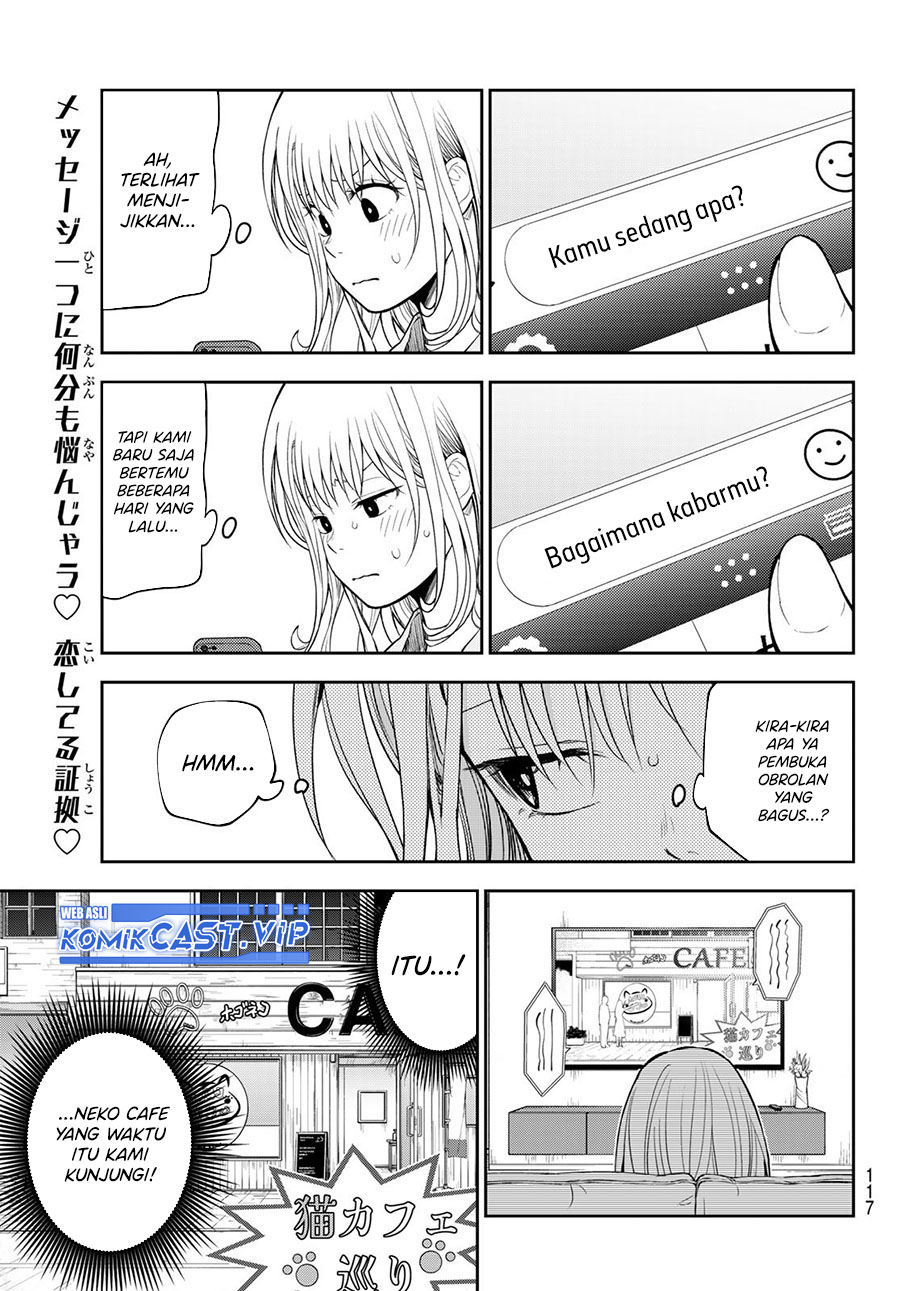 Kamu sedang apa?
AH,
TERLIHAT
MENJI-
JIKKAN...
Bagaimana kabarmu?
TAPI KAMI
BARU SAJA
BERTEMU
BEBERAPA
HARI YANG
LALU...
KIRA-KIRA
APA YA
PEMBUKA
OBROLAN
YANG
BAGUS...?
HMM...
CAFE
猫カフェ
巡り
ITU....!
WEB ASLI
KOMIKCAST.VIP
ホゴネコ
CA
...NEKO CAFE
YANG WAKTU
ITU KAMI
KUNJUNGI!
猫カフェ
巡り
メッセージ一つに何分も悩んじゃう♡ 恋してる証拠♡
117